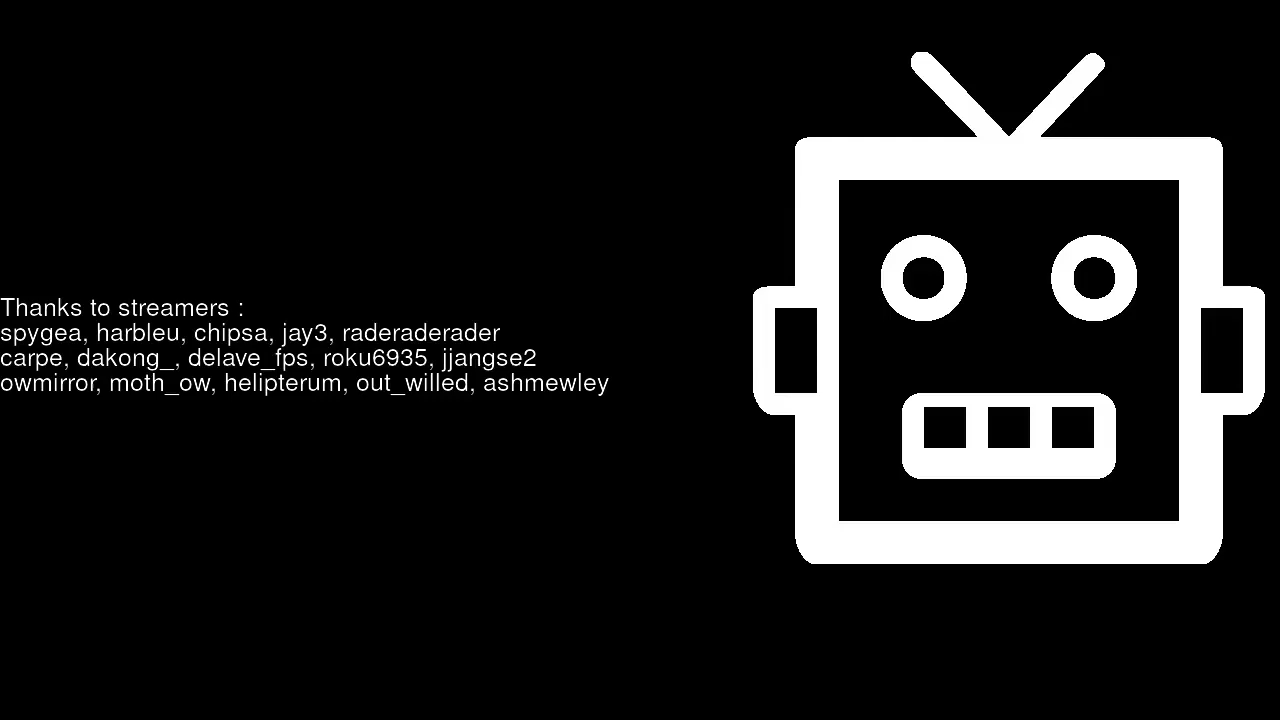 Thanks to streamers :
spygea, harbleu, chipsa, jay3, raderaderader
carpe, dakong_, delave_fps, roku6935, jjangse2
owmirror, moth_ow, helipterum, out_willed, ashmewley